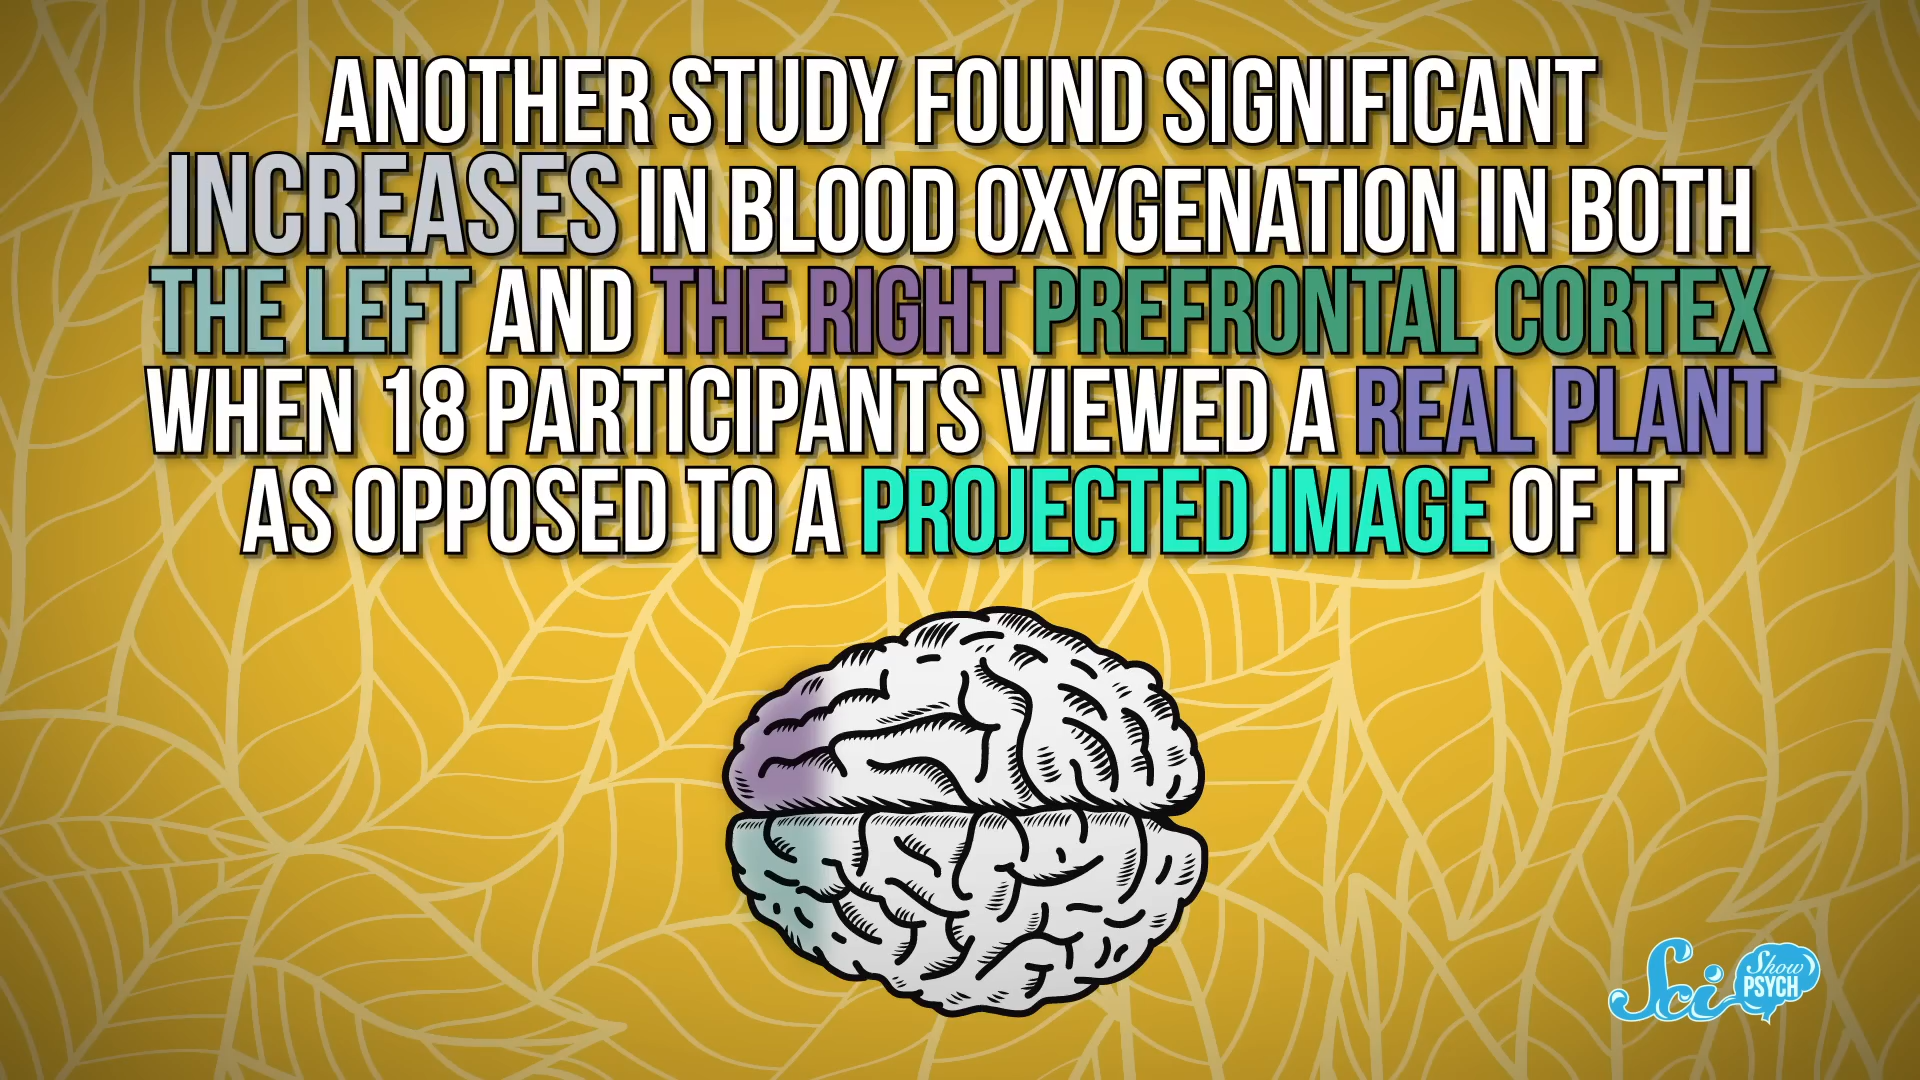 ANOTHER STUDY FOUND SIGNIFICANT
INCREASES IN BLOOD OXYGENATION IN BOTH
THE LEFT AND THE RIGHT PREFRONTAL CORTEX
WHEN 18 PARTICIPANTS VIEWED A REAL PLANT
AS OPPOSED TO A PROJECTED IMAGE OF IT
Sci Show
PSYCH